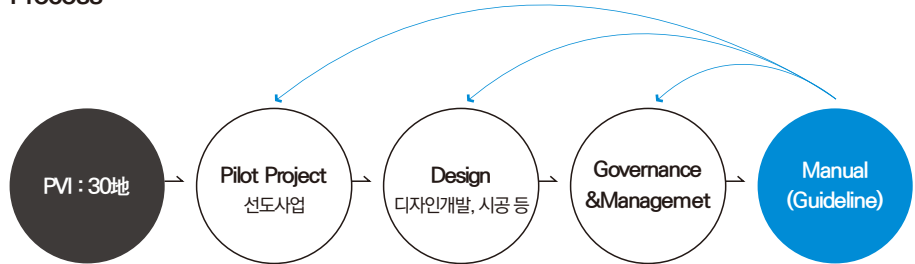 Process
PVI : 30地
Pilot Project
선도사업
Design
디자인개발, 시공 등
Governance
&Managemet
Manual
(Guideline)